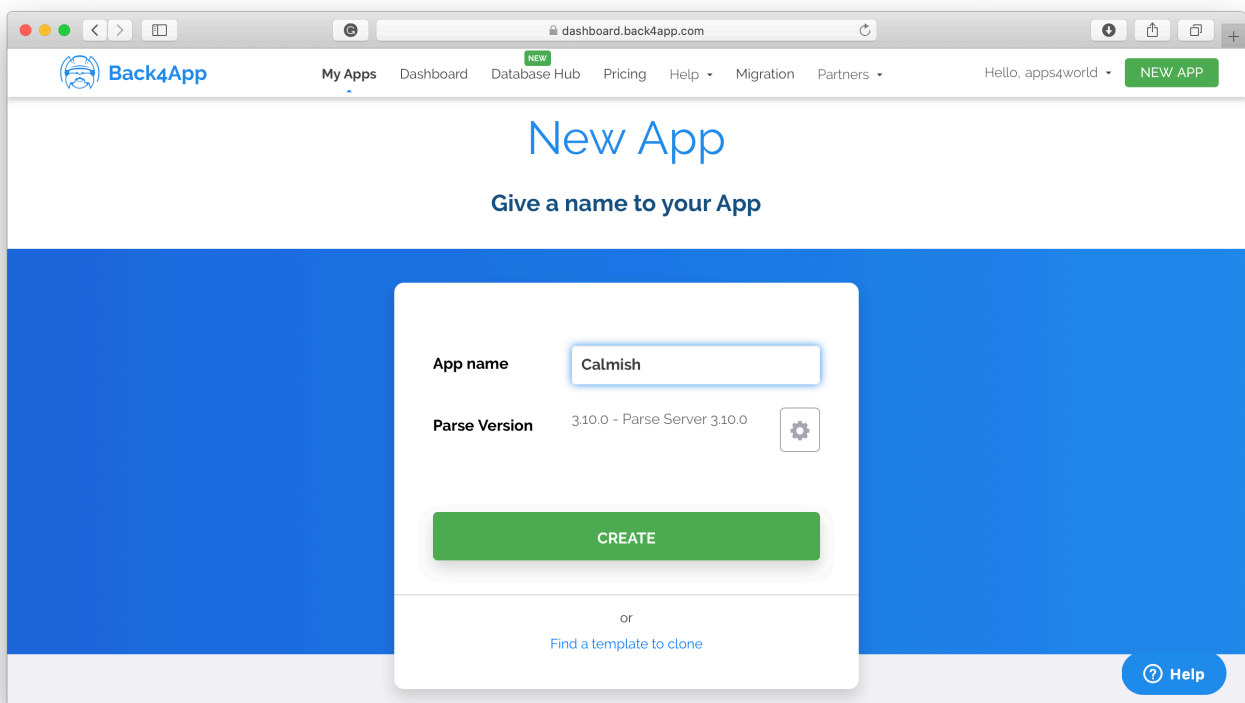 dashboard.back4app.com
Back4App
NEW
My Apps Dashboard Database Hub Pricing Help Migration Partners Hello, apps4world NEW APP
New App
Give a name to your App
App name Calmish
Parse Version 3.10.0 - Parse Server 3.10.0
CREATE
or
Find a template to clone
? Help